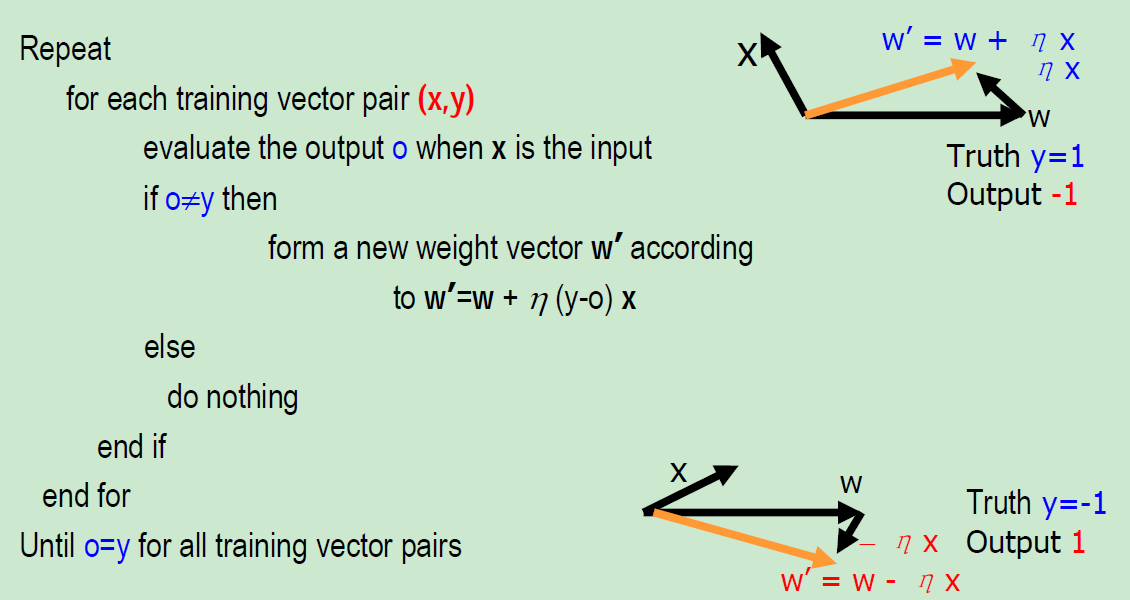 Repeat
for each training vector pair (x,y)
evaluate the output o when x is the input
if o≠y then
form a new weight vector w′ according
to w′=w + η (y-o) x
else
do nothing
end if
end for
Until o=y for all training vector pairs
x
w′ = w + η x
η x
w
Truth y=1
Output -1
x
w
Truth y=-1
– η x
Output 1
w′ = w - η x